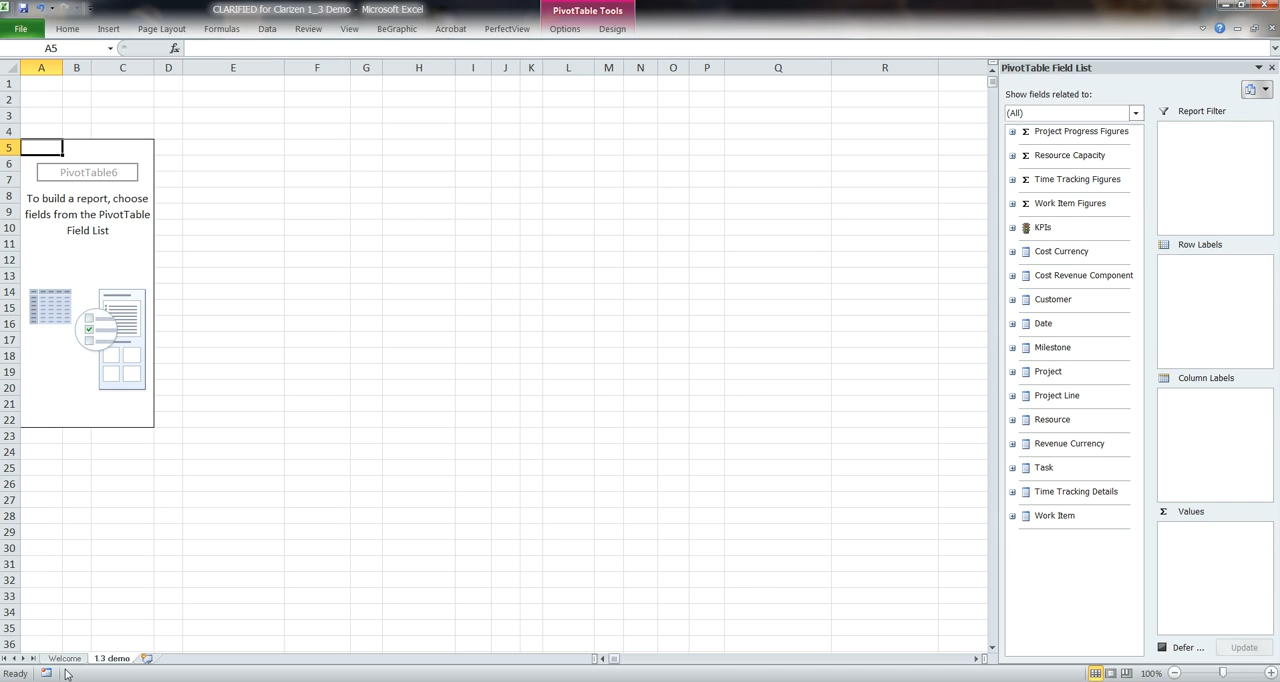 CLARIFIED for Clarizen 1_3 Demo - Microsoft Excel
PivotTable Tools
File Home Insert Page Layout Formulas Data Review View BeGraphic Acrobat PerfectView Options Design
A5 fx
A B C D E F G H I J K L M N O P Q R
1
2
3
4
5
6
7
8
9
10
11
12
13
14
15
16
17
18
19
20
21
22
23
24
25
26
27
28
29
30
31
32
33
34
35
36
PivotTable6
To build a report, choose
fields from the PivotTable
Field List
PivotTable Field List
Show fields related to:
(All)
Σ Project Progress Figures
Σ Resource Capacity
Σ Time Tracking Figures
Σ Work Item Figures
KPIs
Cost Currency
Cost Revenue Component
Customer
Date
Milestone
Project
Project Line
Resource
Revenue Currency
Task
Time Tracking Details
Work Item
Report Filter
Row Labels
Column Labels
Σ Values
Defer ... Update
Welcome 1.3 demo
Ready 100%